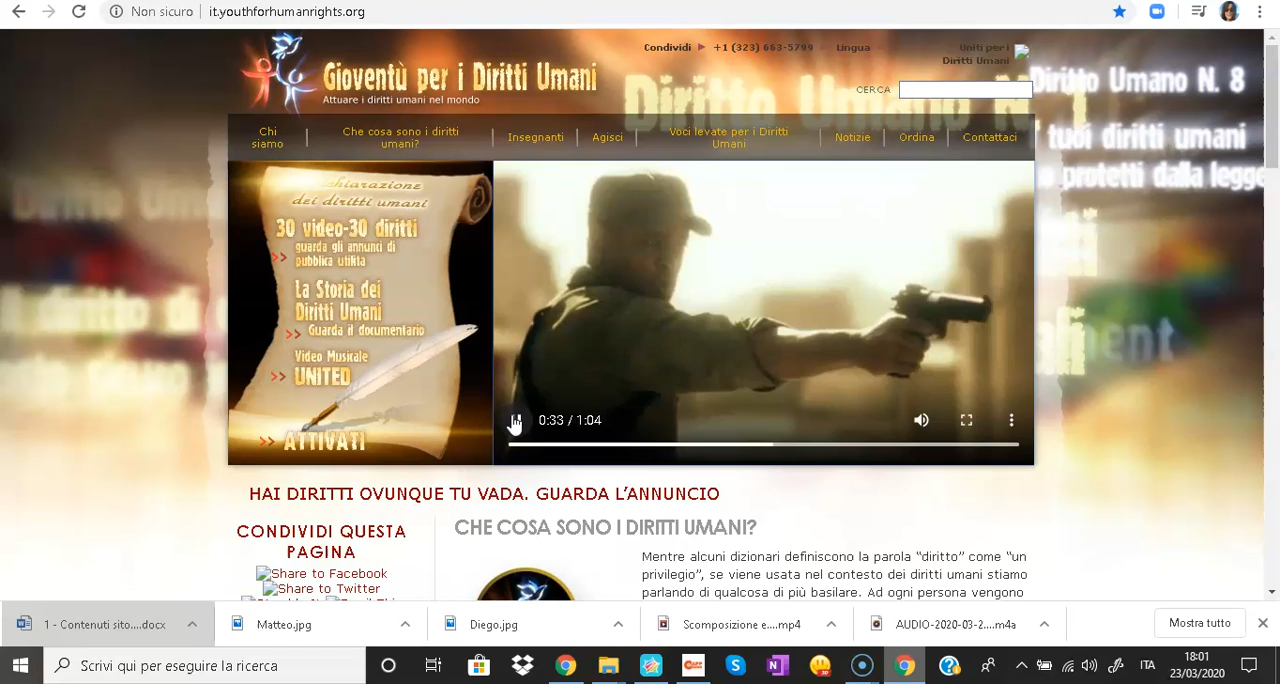 Non sicuro | it.youthforhumanrights.org
Condividi +1 (323) 663-5799 Lingua Uniti per i Diritti Umani
Gioventù per i Diritti Umani
Attuare i diritti umani nel mondo
CERCA
Diritto Umano N. 1
Diritto Umano N. 8
tuoi diritti umani
protetti dalla legge
Chi siamo | Che cosa sono i diritti umani? | Insegnanti | Agisci | Voci levate per i Diritti Umani | Notizie | Ordina | Contattaci
dei diritti umani
30 video-30 diritti
guarda gli annunci di
>> pubblica utilità
La Storia dei
Diritti Umani
>> Guarda il documentario
Video Musicale
>> UNITED
>> ATTIVATI
0:33 / 1:04
HAI DIRITTI OVUNQUE TU VADA. GUARDA L'ANNUNCIO
CONDIVIDI QUESTA
PAGINA
Share to Facebook
Share to Twitter
CHE COSA SONO I DIRITTI UMANI?
Mentre alcuni dizionari definiscono la parola "diritto" come "un
privilegio", se viene usata nel contesto dei diritti umani stiamo
parlando di qualcosa di più basilare. Ad ogni persona vengono
1 - Contenuti sito....docx
Matteo.jpg
Diego.jpg
Scomposizione e....mp4
AUDIO-2020-03-2....m4a
Mostra tutto
Scrivi qui per eseguire la ricerca
ITA
18:01
23/03/2020